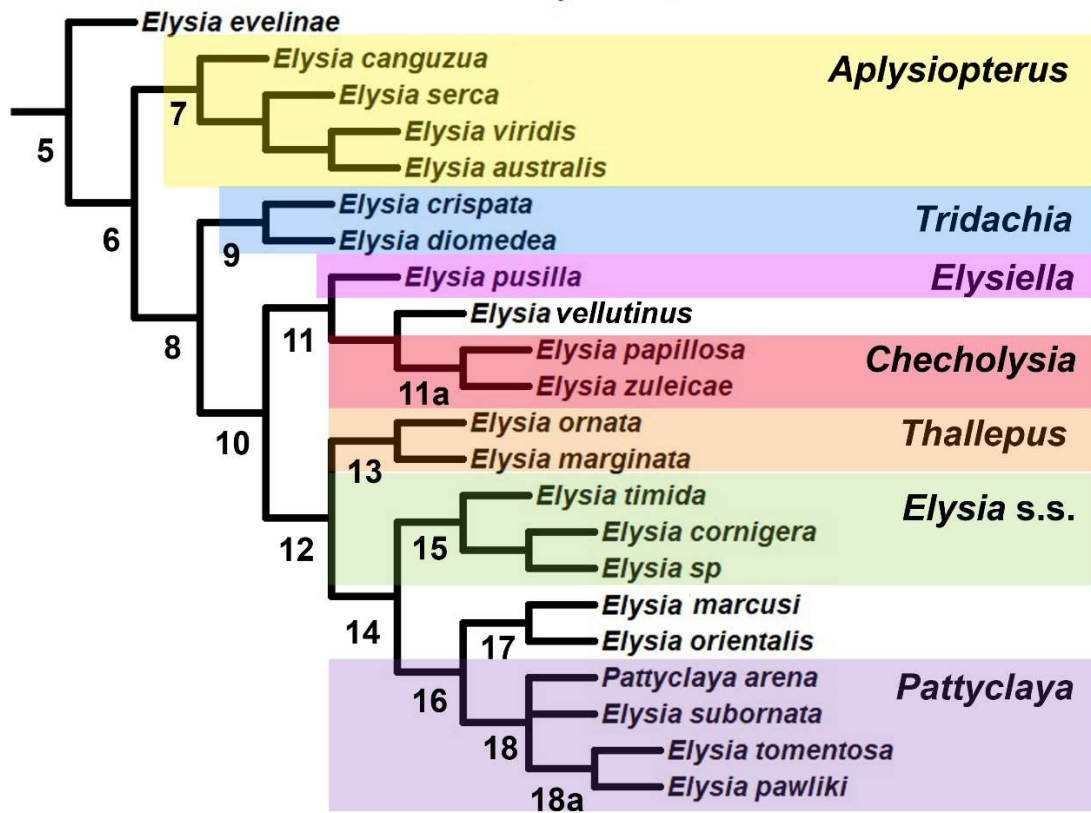 Elysia evelinae
Elysia canguzua
Aplysiopterus
Elysia serca
7
Elysia viridis
5
Elysia australis
Elysia crispata
Tridachia
6
9
Elysia diomedea
Elysia pusilla
Elysiella
Elysia vellutinus
8
11
Elysia papillosa
Checholysia
11a
Elysia zuleicae
10
Elysia ornata
Thallepus
13
Elysia marginata
Elysia timida
Elysia s.s.
12
15
Elysia cornigera
Elysia sp
14
Elysia marcusi
17
Elysia orientalis
16
Pattyclaya arena
Pattyclaya
18
Elysia subornata
Elysia tomentosa
18a
Elysia pawliki